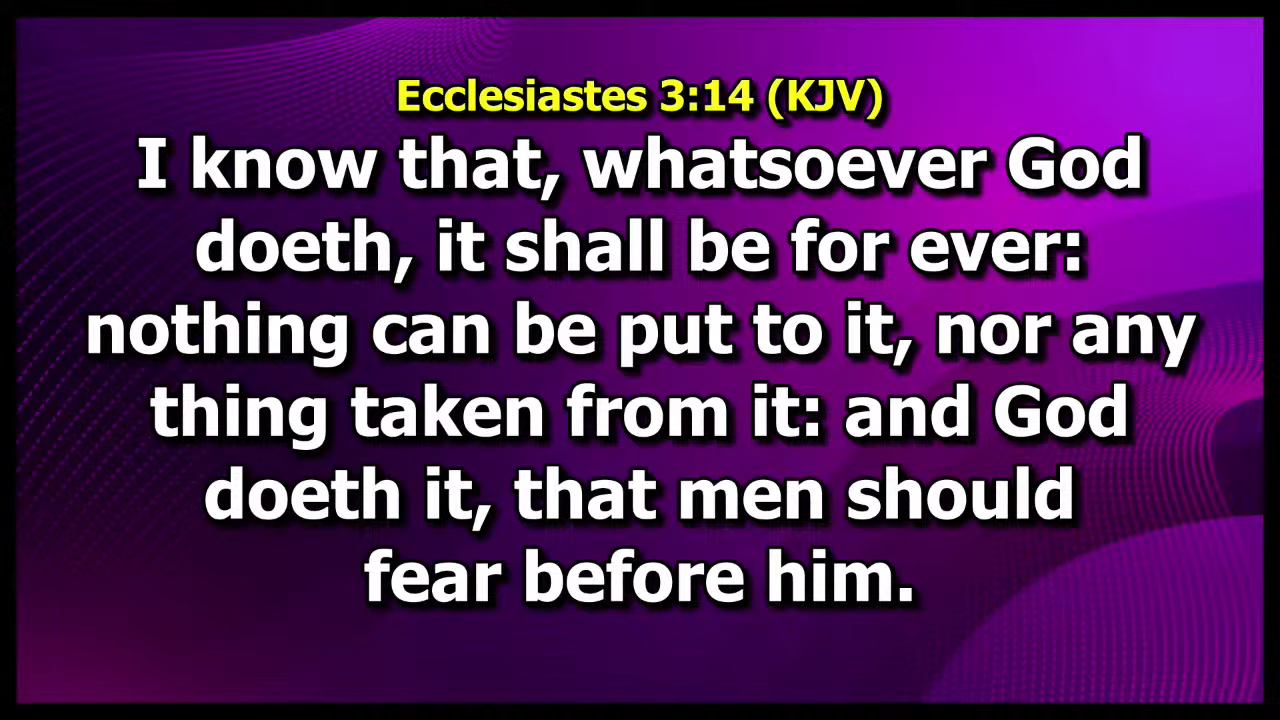 Ecclesiastes 3:14 (KJV)
I know that, whatsoever God
doeth, it shall be for ever:
nothing can be put to it, nor any
thing taken from it: and God
doeth it, that men should
fear before him.